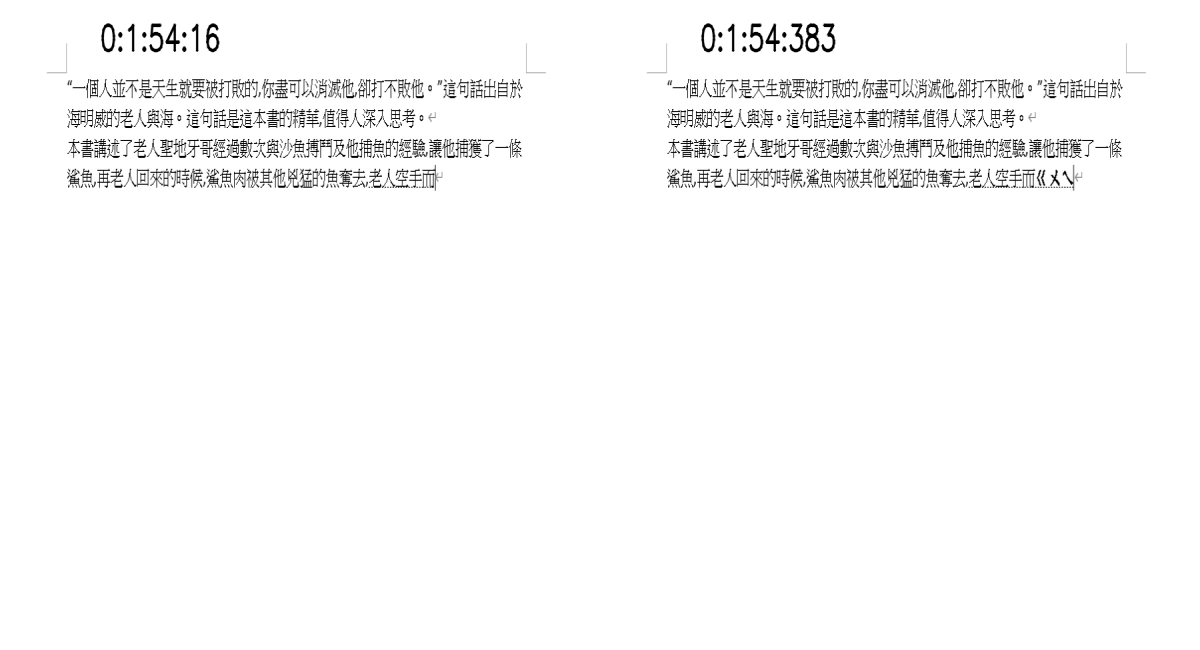 0:1:54:16
“一個人並不是天生就要被打敗的,你盡可以消滅他,卻打不敗他。”這句話出自於
海明威的老人與海。這句話是這本書的精華,值得人深入思考。
本書講述了老人聖地牙哥經過數次與沙魚搏鬥及他捕魚的經驗,讓他捕獲了一條
鯊魚,再老人回來的時候,鯊魚肉被其他兇猛的魚奪去,老人空手而
0:1:54:383
“一個人並不是天生就要被打敗的,你盡可以消滅他,卻打不敗他。”這句話出自於
海明威的老人與海。這句話是這本書的精華,值得人深入思考。
本書講述了老人聖地牙哥經過數次與沙魚搏鬥及他捕魚的經驗,讓他捕獲了一條
鯊魚,再老人回來的時候,鯊魚肉被其他兇猛的魚奪去,老人空手而ㄍㄨㄟ